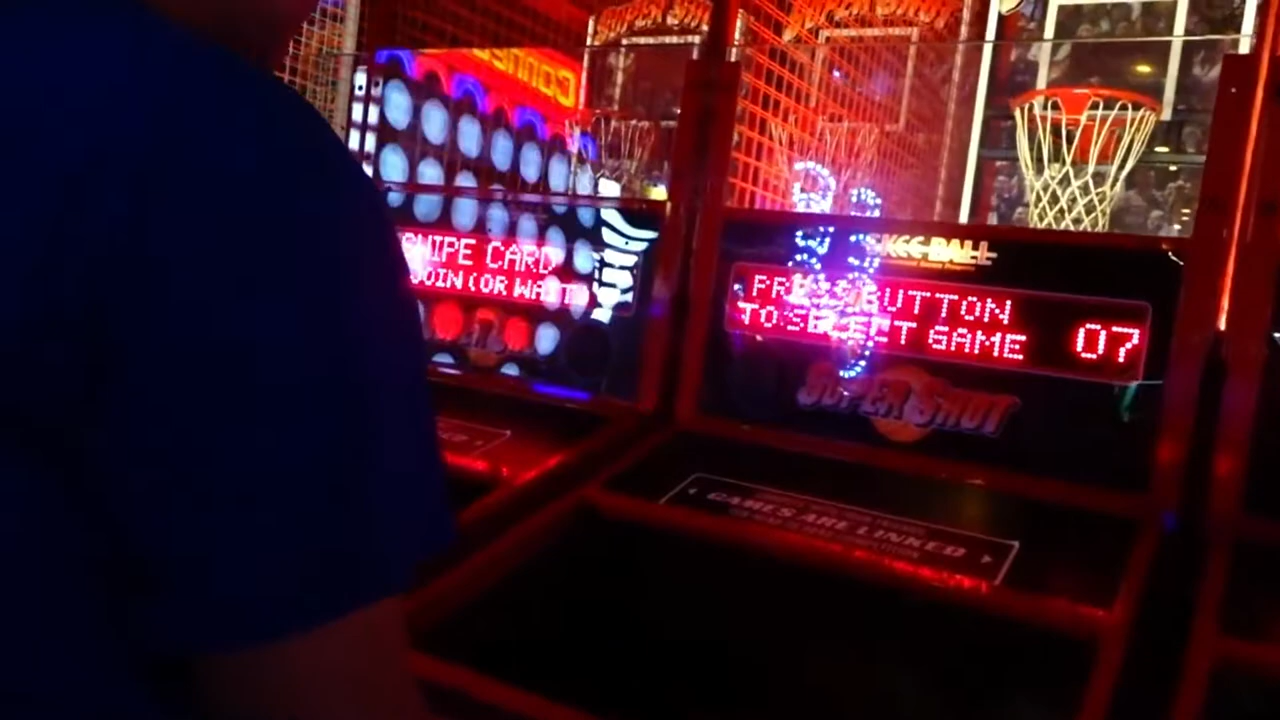 SUPER SHOT
SUPER SHOT
CONNECT
SWIPE CARD
JOIN (OR WAIT)
SKEE-BALL
PRESS BUTTON
TO SELECT GAME 07
SUPER SHOT
GAMES ARE LINKED